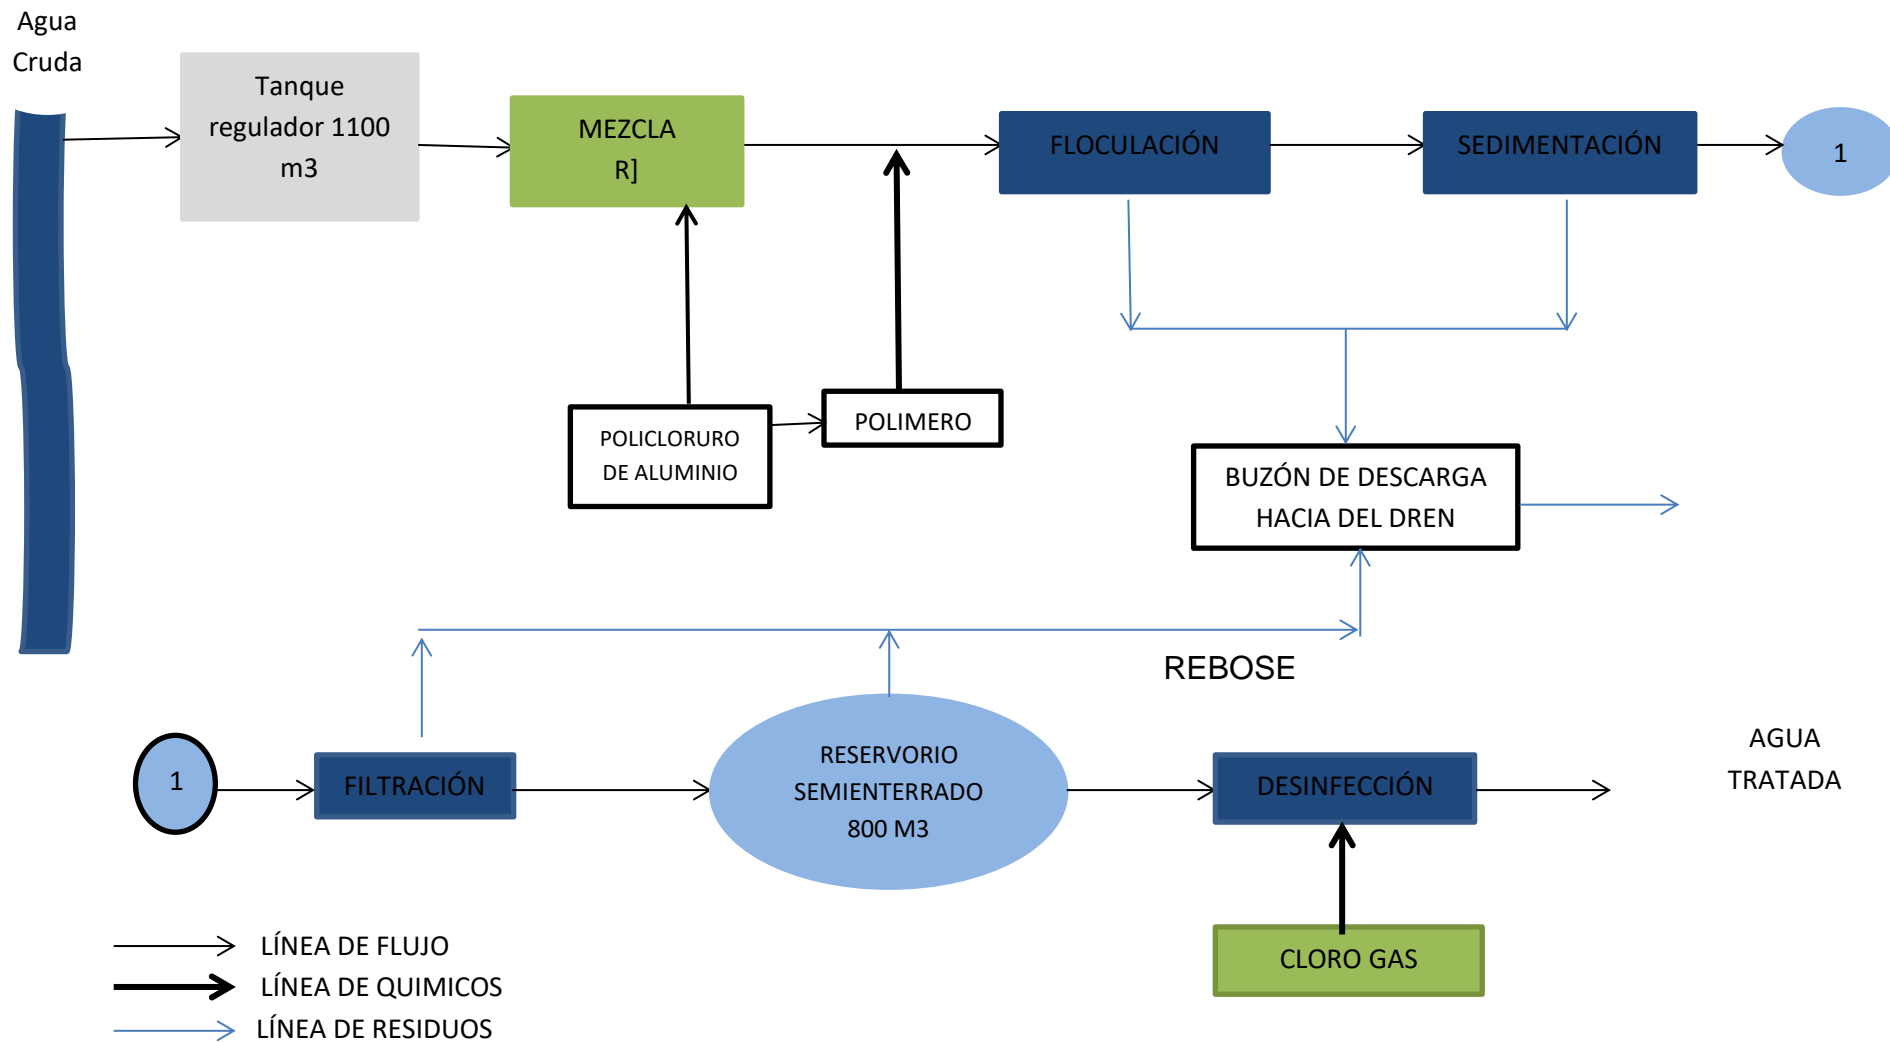 Agua
Cruda
Tanque
regulador 1100
m3
MEZCLA
R]
FLOCULACIÓN
SEDIMENTACIÓN
1
POLICLORURO
DE ALUMINIO
POLIMERO
BUZÓN DE DESCARGA
HACIA DEL DREN
REBOSE
1
FILTRACIÓN
RESERVORIO
SEMIENTERRADO
800 M3
DESINFECCIÓN
AGUA
TRATADA
CLORO GAS
LÍNEA DE FLUJO
LÍNEA DE QUIMICOS
LÍNEA DE RESIDUOS